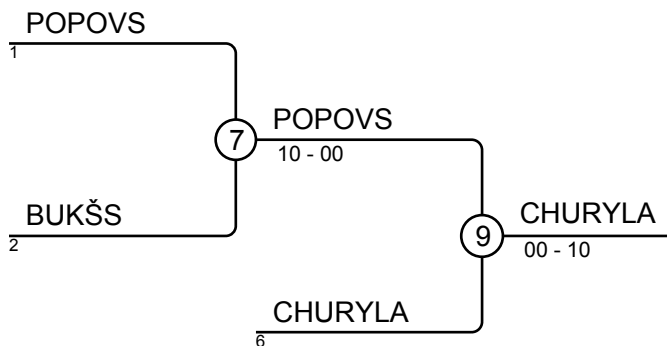 POPOVS
1
7
POPOVS
10 - 00
BUKŠS
2
9
CHURYLA
00 - 10
CHURYLA
6